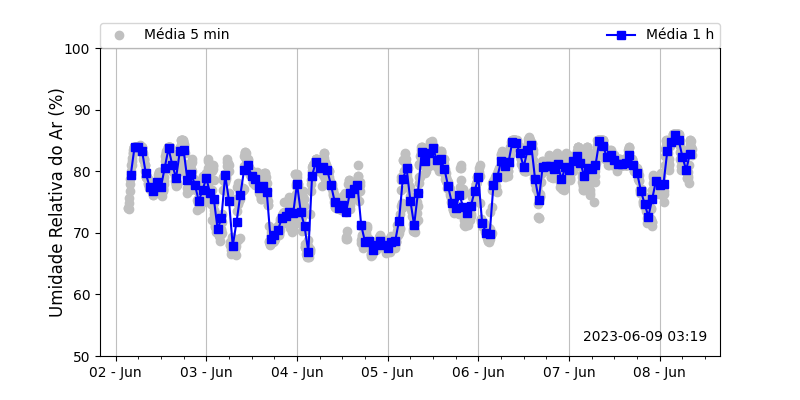 Média 5 min
Média 1 h
Umidade Relativa do Ar (%)
100
90
80
70
60
50
2023-06-09 03:19
02 - Jun
03 - Jun
04 - Jun
05 - Jun
06 - Jun
07 - Jun
08 - Jun